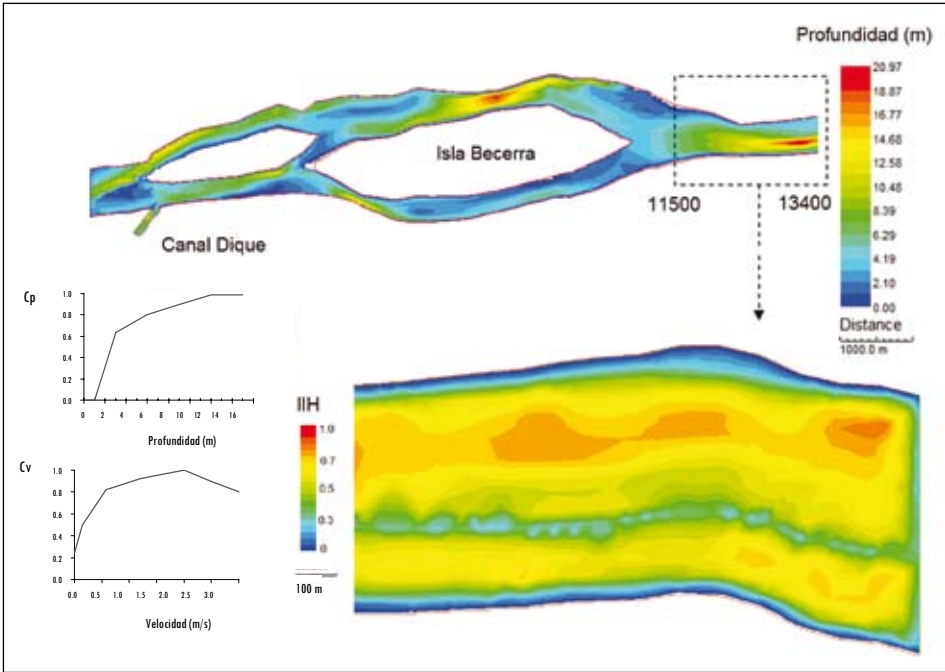 Profundidad (m)
20.97
18.87
16.77
14.68
12.58
10.48
8.39
6.29
4.19
2.10
0.00
Distance
1000.0 m
Isla Becerra
11500
13400
Canal Dique
Cp
1.0
0.8
0.6
0.4
0.2
0.0
0 2 4 6 8 10 12 14 16
Profundidad (m)
Cv
1.0
0.8
0.6
0.4
0.2
0.0
0.0 0.5 1.0 1.5 2.0 2.5 3.0
Velocidad (m/s)
IIH
1.0
0.7
0.5
0.3
0
100 m